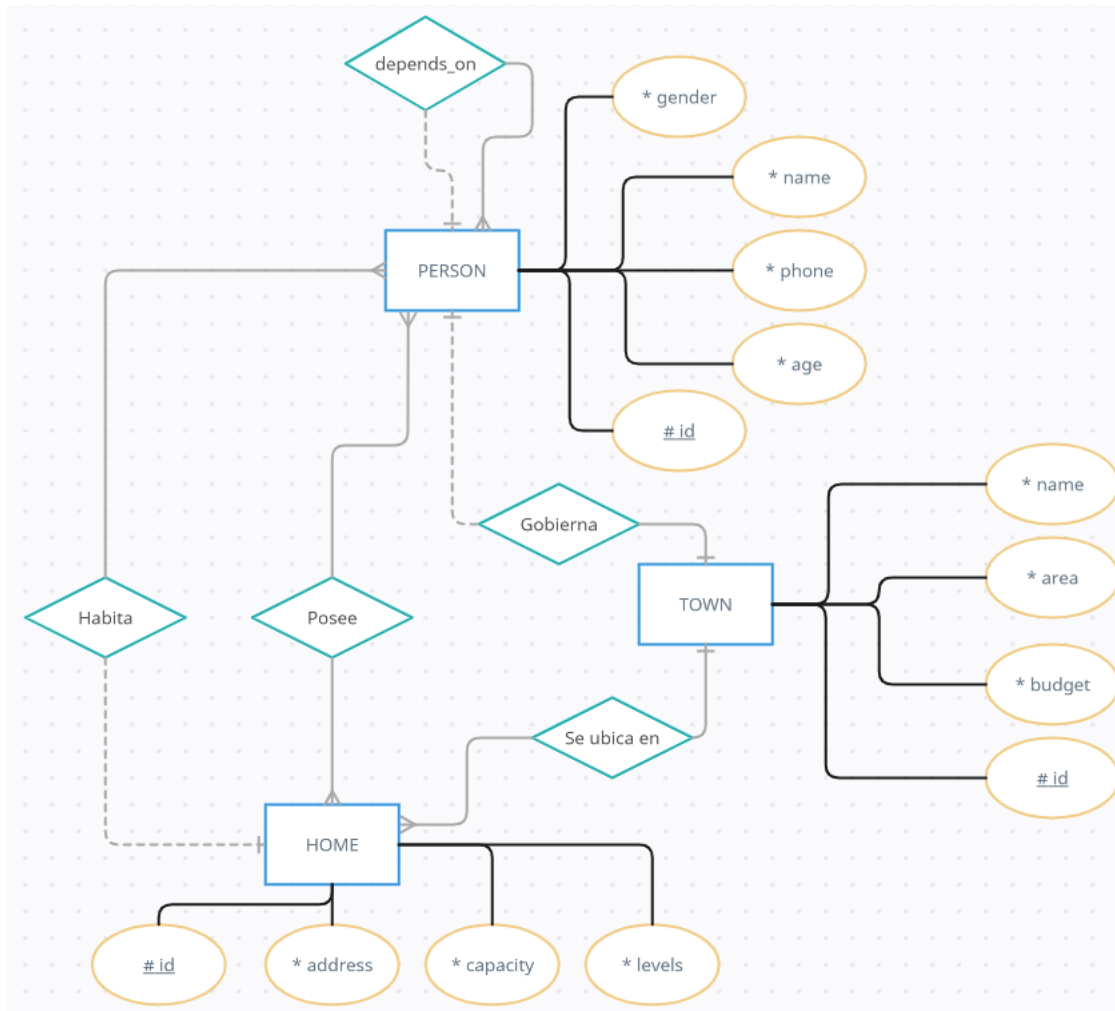 depends_on
* gender
* name
PERSON
* phone
* age
# id
* name
Gobierna
* area
TOWN
Habita
Posee
* budget
Se ubica en
# id
HOME
# id
* address
* capacity
* levels